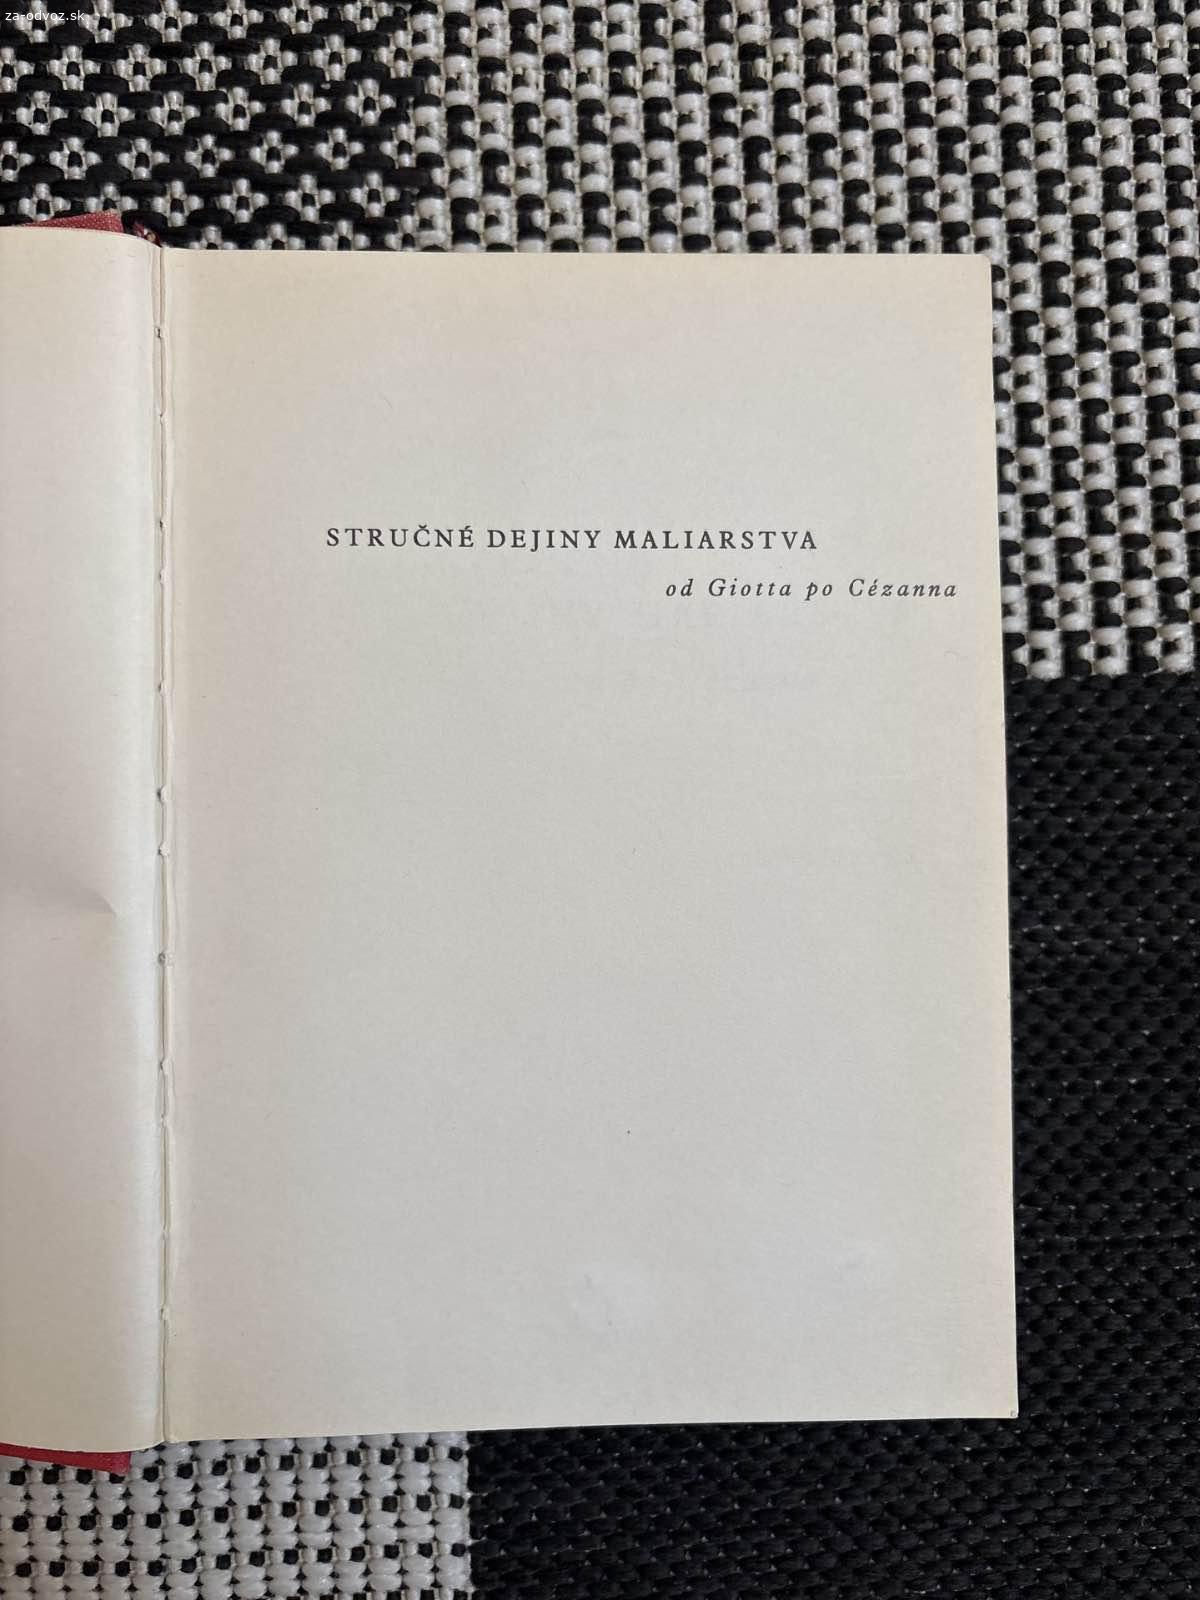 za-odvoz.sk
STRUČNÉ DEJINY MALIARSTVA
od Giotta po Cézanna